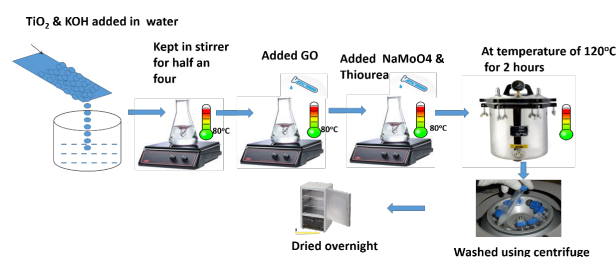 TiO2 & KOH added in water
Kept in stirrer
for half an
four
80°C
Added GO
80°C
Added NaMoO4 &
Thiourea
80°C
At temperature of 120°C
for 2 hours
Washed using centrifuge
Dried overnight